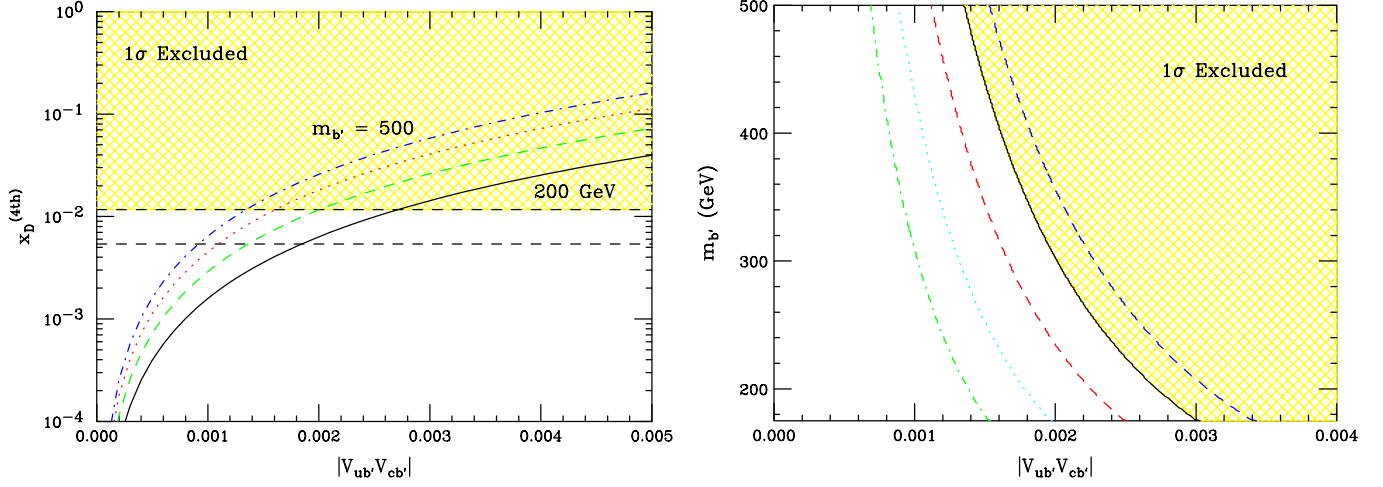 10⁰
10⁻¹
10⁻²
10⁻³
10⁻⁴
x_D^(4th)
1σ Excluded
m_b' = 500
200 GeV
0.000 0.001 0.002 0.003 0.004 0.005
|V_ub'V_cb'|
500
400
300
200
m_b' (GeV)
1σ Excluded
0.000 0.001 0.002 0.003 0.004
|V_ub'V_cb'|